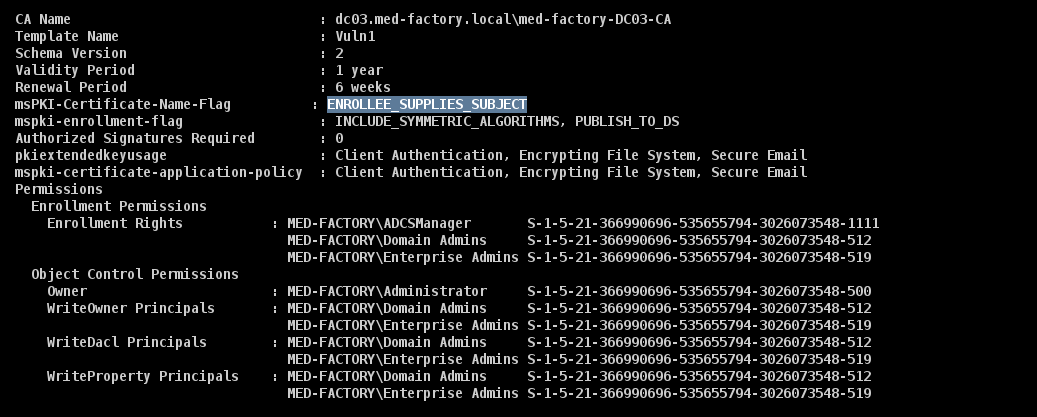 CA Name : dc03.med-factory.local\med-factory-DC03-CA
Template Name : Vuln1
Schema Version : 2
Validity Period : 1 year
Renewal Period : 6 weeks
msPKI-Certificate-Name-Flag : ENROLLEE_SUPPLIES_SUBJECT
mspki-enrollment-flag : INCLUDE_SYMMETRIC_ALGORITHMS, PUBLISH_TO_DS
Authorized Signatures Required : 0
pkiextendedkeyusage : Client Authentication, Encrypting File System, Secure Email
mspki-certificate-application-policy : Client Authentication, Encrypting File System, Secure Email
Permissions
Enrollment Permissions
Enrollment Rights : MED-FACTORY\ADCSManager S-1-5-21-366990696-535655794-3026073548-1111
MED-FACTORY\Domain Admins S-1-5-21-366990696-535655794-3026073548-512
MED-FACTORY\Enterprise Admins S-1-5-21-366990696-535655794-3026073548-519
Object Control Permissions
Owner : MED-FACTORY\Administrator S-1-5-21-366990696-535655794-3026073548-500
WriteOwner Principals : MED-FACTORY\Domain Admins S-1-5-21-366990696-535655794-3026073548-512
MED-FACTORY\Enterprise Admins S-1-5-21-366990696-535655794-3026073548-519
WriteDacl Principals : MED-FACTORY\Domain Admins S-1-5-21-366990696-535655794-3026073548-512
MED-FACTORY\Enterprise Admins S-1-5-21-366990696-535655794-3026073548-519
WriteProperty Principals : MED-FACTORY\Domain Admins S-1-5-21-366990696-535655794-3026073548-512
MED-FACTORY\Enterprise Admins S-1-5-21-366990696-535655794-3026073548-519